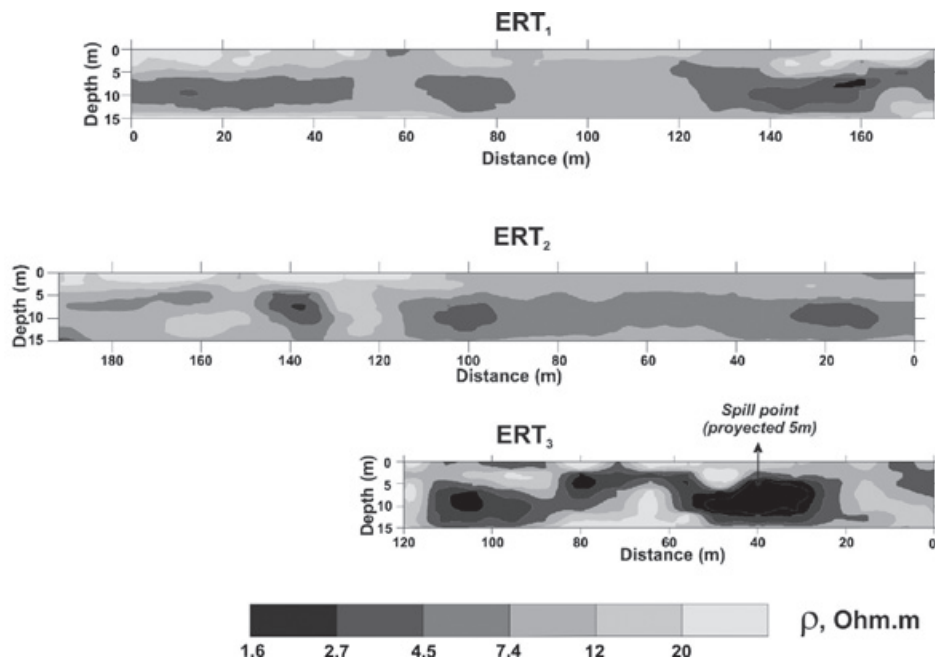 ERT1
Depth (m)
0
5
10
15
0 20 40 60 80 100 120 140 160
Distance (m)
ERT2
Depth (m)
0
5
10
15
180 160 140 120 100 80 60 40 20 0
Distance (m)
Spill point
(proyected 5m)
ERT3
Depth (m)
0
5
10
15
120 100 80 60 40 20 0
Distance (m)
ρ, Ohm.m
1.6 2.7 4.5 7.4 12 20